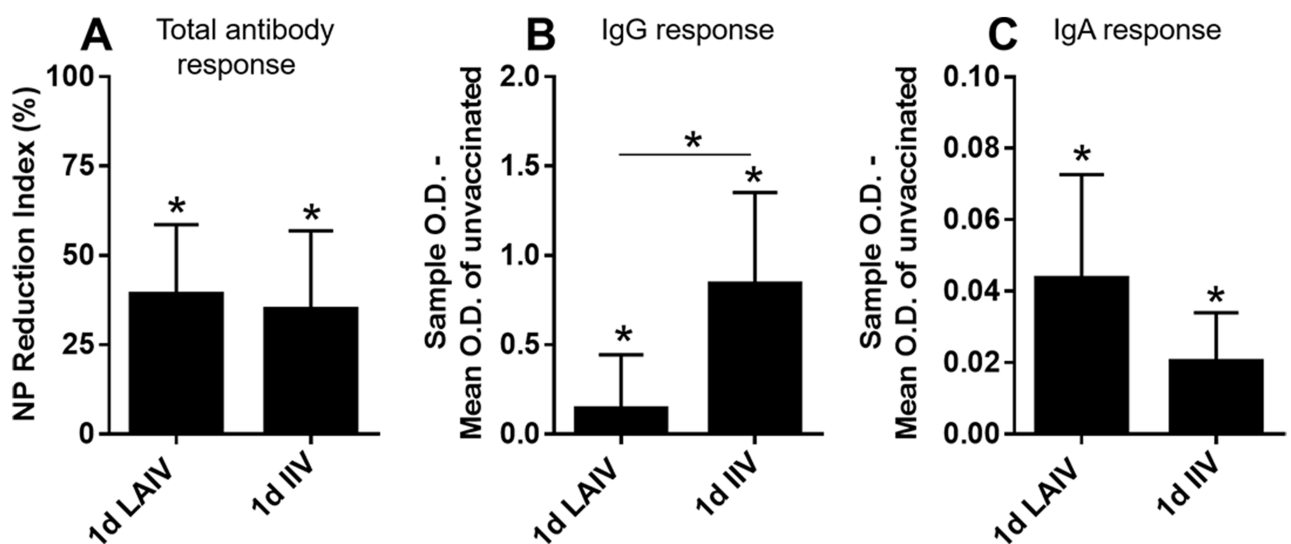 A Total antibody
response
NP Reduction Index (%)
100
75
50
25
0
*
*
1d LAIV
1d IIV
B IgG response
Sample O.D. -
Mean O.D. of unvaccinated
2.0
1.5
1.0
0.5
0.0
*
*
*
1d LAIV
1d IIV
C IgA response
Sample O.D. -
Mean O.D. of unvaccinated
0.10
0.08
0.06
0.04
0.02
0.00
*
*
1d LAIV
1d IIV